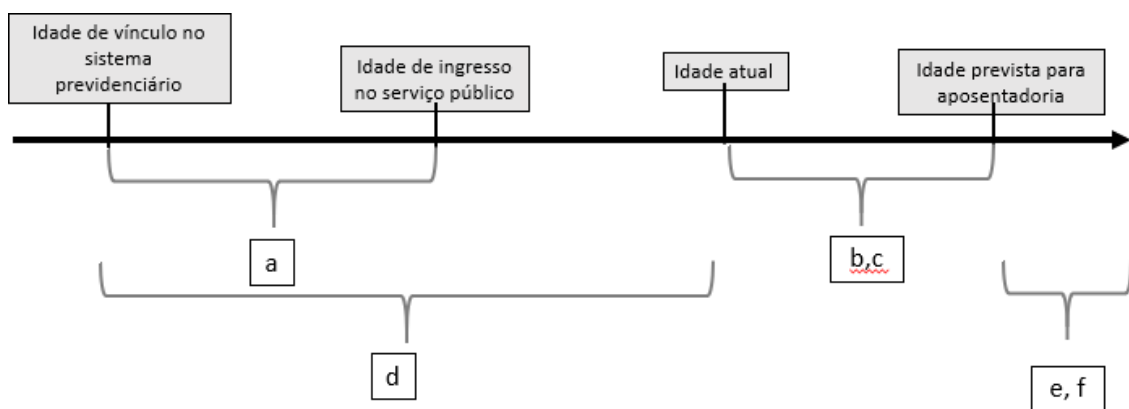 Idade de vínculo no
sistema
previdenciário
Idade de ingresso
no serviço público
Idade atual
Idade prevista para
aposentadoria
a
b,c
d
e, f